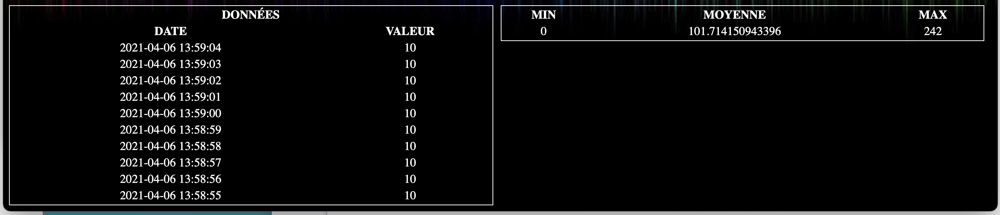 DONNÉES
DATE VALEUR
2021-04-06 13:59:04 10
2021-04-06 13:59:03 10
2021-04-06 13:59:02 10
2021-04-06 13:59:01 10
2021-04-06 13:59:00 10
2021-04-06 13:58:59 10
2021-04-06 13:58:58 10
2021-04-06 13:58:57 10
2021-04-06 13:58:56 10
2021-04-06 13:58:55 10
MIN MOYENNE MAX
0 101.714150943396 242